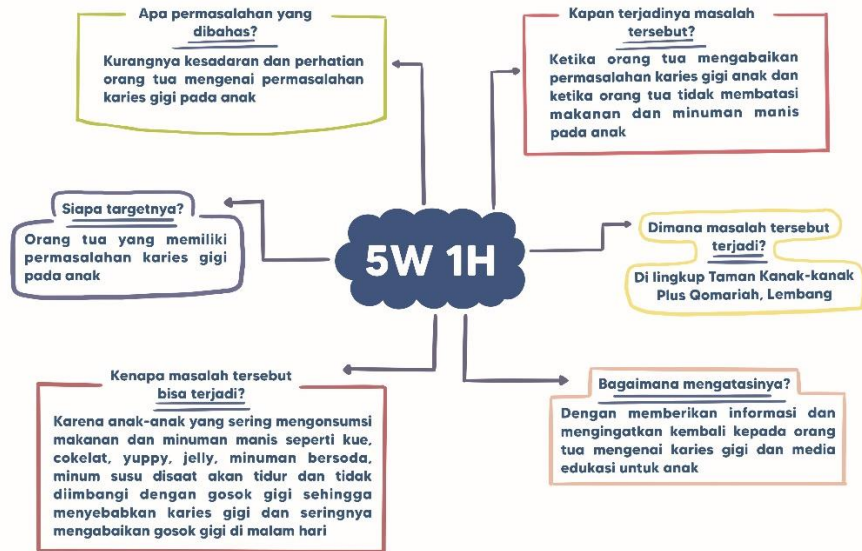 Apa permasalahan yang
dibahas?
Kurangnya kesadaran dan perhatian
orang tua mengenai permasalahan
karies gigi pada anak
Kapan terjadinya masalah
tersebut?
Ketika orang tua mengabaikan
permasalahan karies gigi anak dan
ketika orang tua tidak membatasi
makanan dan minuman manis
pada anak
Siapa targetnya?
Orang tua yang memiliki
permasalahan karies gigi
pada anak
5W 1H
Dimana masalah tersebut
terjadi?
Di lingkup Taman Kanak-kanak
Plus Qomariah, Lembang
Kenapa masalah tersebut
bisa terjadi?
Karena anak-anak yang sering mengonsumsi
makanan dan minuman manis seperti kue,
cokelat, yuppy, jelly, minuman bersoda,
minum susu disaat akan tidur dan tidak
diimbangi dengan gosok gigi sehingga
menyebabkan karies gigi dan seringnya
mengabaikan gosok gigi di malam hari
Bagaimana mengatasinya?
Dengan memberikan informasi dan
mengingatkan kembali kepada orang
tua mengenai karies gigi dan media
edukasi untuk anak